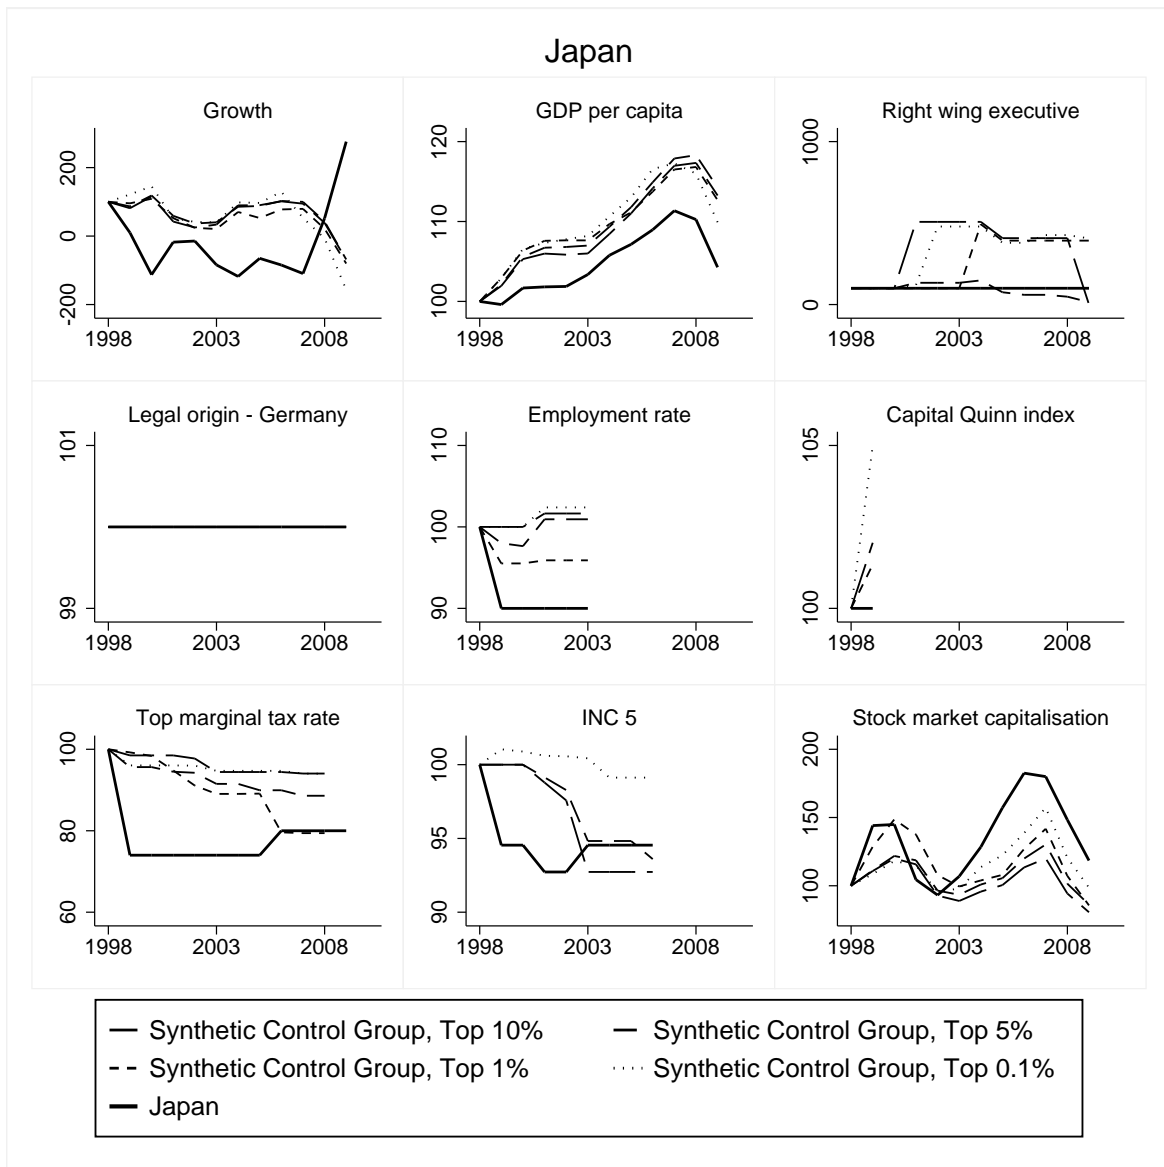 Japan
Growth
GDP per capita
Right wing executive
200
0
-200
1998 2003 2008
120
110
100
1998 2003 2008
1000
0
1998 2003 2008
Legal origin - Germany
Employment rate
Capital Quinn index
101
99
1998 2003 2008
110
100
90
1998 2003 2008
105
100
1998 2003 2008
Top marginal tax rate
INC 5
Stock market capitalisation
100
80
60
1998 2003 2008
100
95
90
1998 2003 2008
200
150
100
1998 2003 2008
Synthetic Control Group, Top 10%
Synthetic Control Group, Top 5%
Synthetic Control Group, Top 1%
Synthetic Control Group, Top 0.1%
Japan